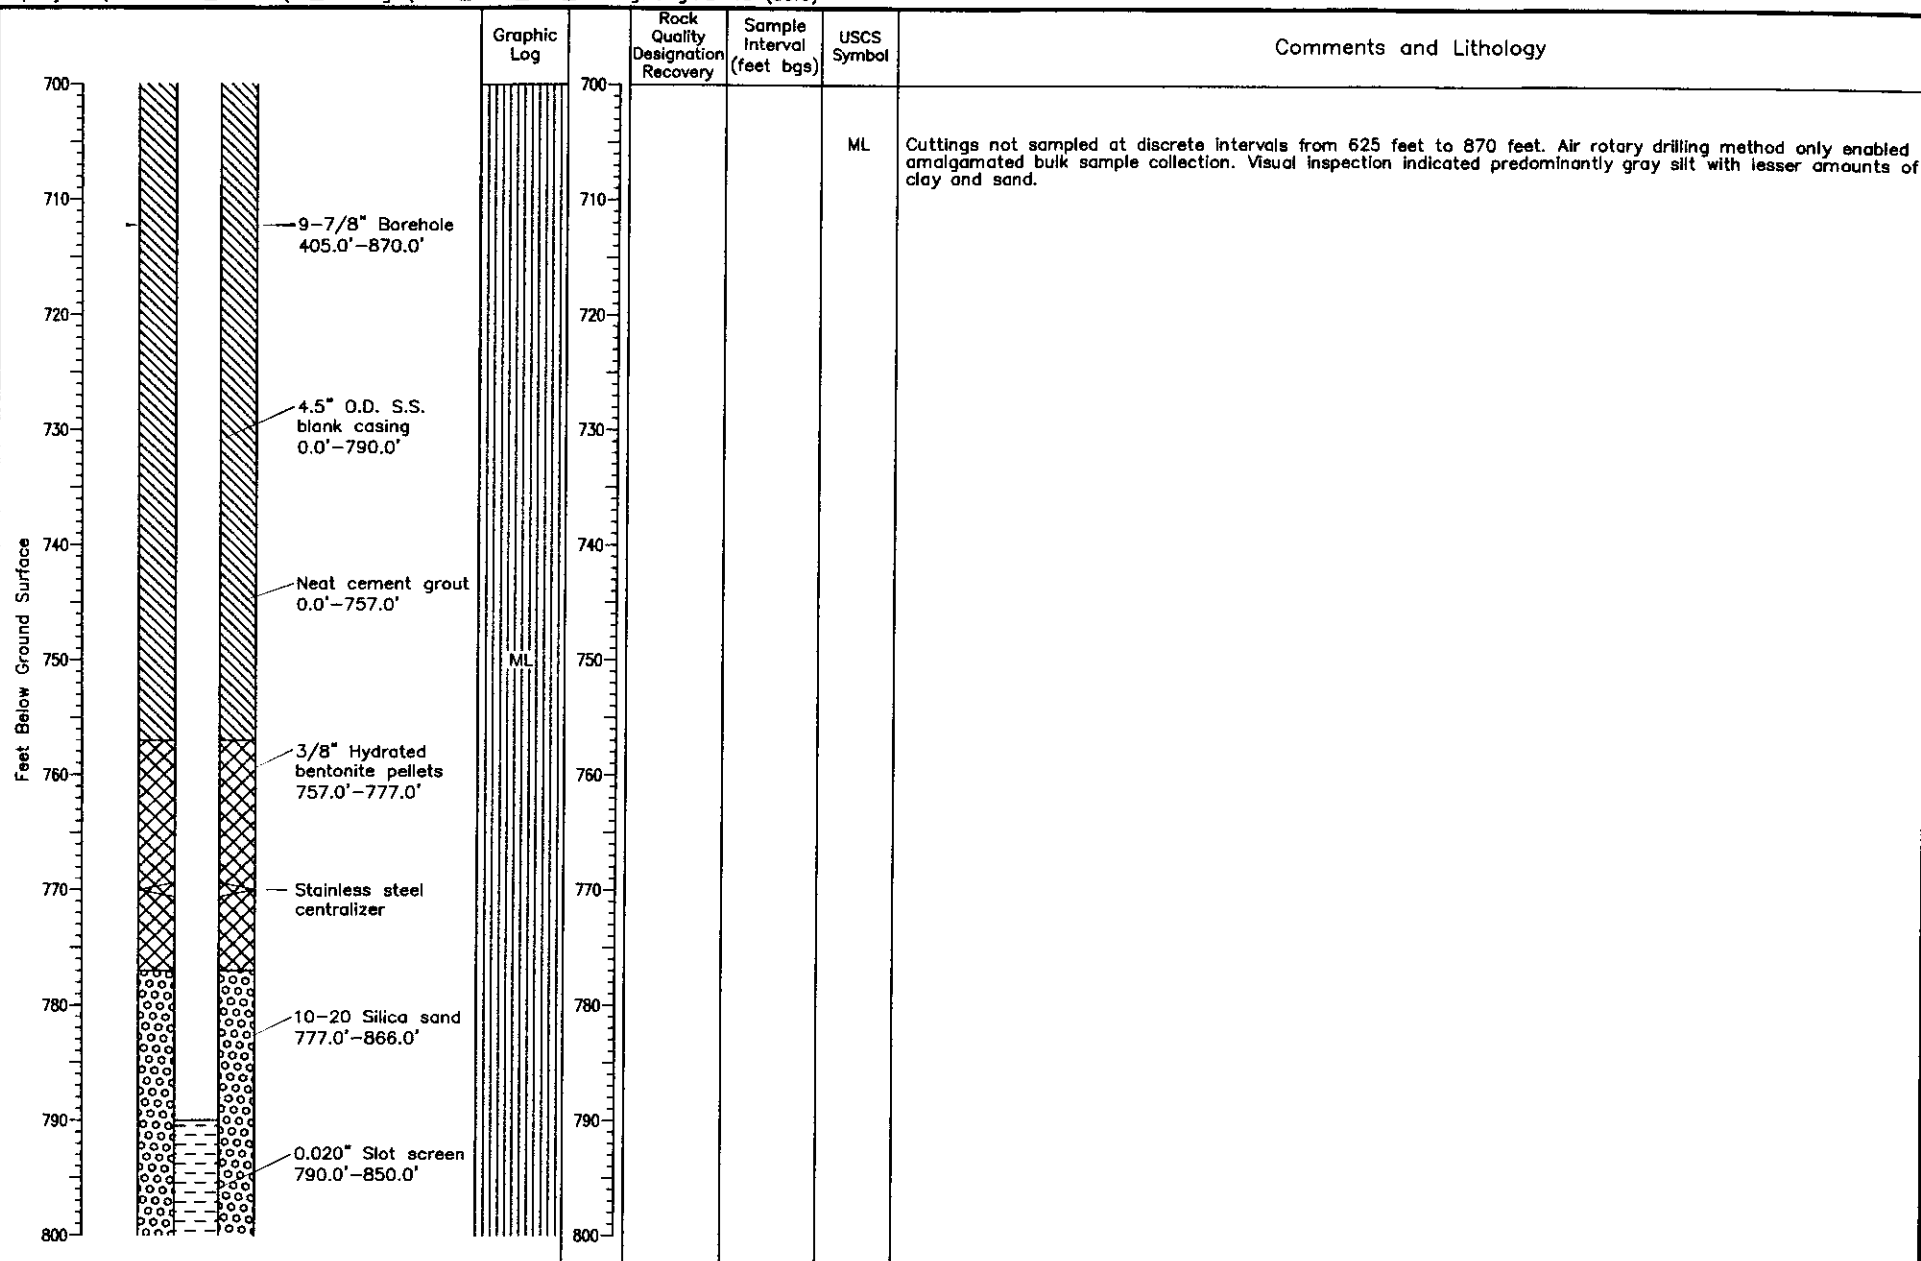 Graphic
Log
Rock
Quality
Designation
Recovery
Sample
Interval
(feet bgs)
USCS
Symbol
Comments and Lithology
Feet Below Ground Surface
700
710
720
730
740
750
760
770
780
790
800
9-7/8" Borehole
405.0'-870.0'
4.5" O.D. S.S.
blank casing
0.0'-790.0'
Neat cement grout
0.0'-757.0'
3/8" Hydrated
bentonite pellets
757.0'-777.0'
Stainless steel
centralizer
10-20 Silica sand
777.0'-866.0'
0.020" Slot screen
790.0'-850.0'
ML
700
710
720
730
740
750
760
770
780
790
800
ML
Cuttings not sampled at discrete intervals from 625 feet to 870 feet. Air rotary drilling method only enabled
amalgamated bulk sample collection. Visual inspection indicated predominantly gray silt with lesser amounts of
clay and sand.